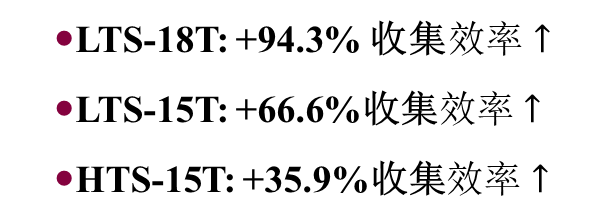 •LTS-18T: +94.3% 收集效率↑
•LTS-15T: +66.6%收集效率↑
•HTS-15T: +35.9%收集效率↑